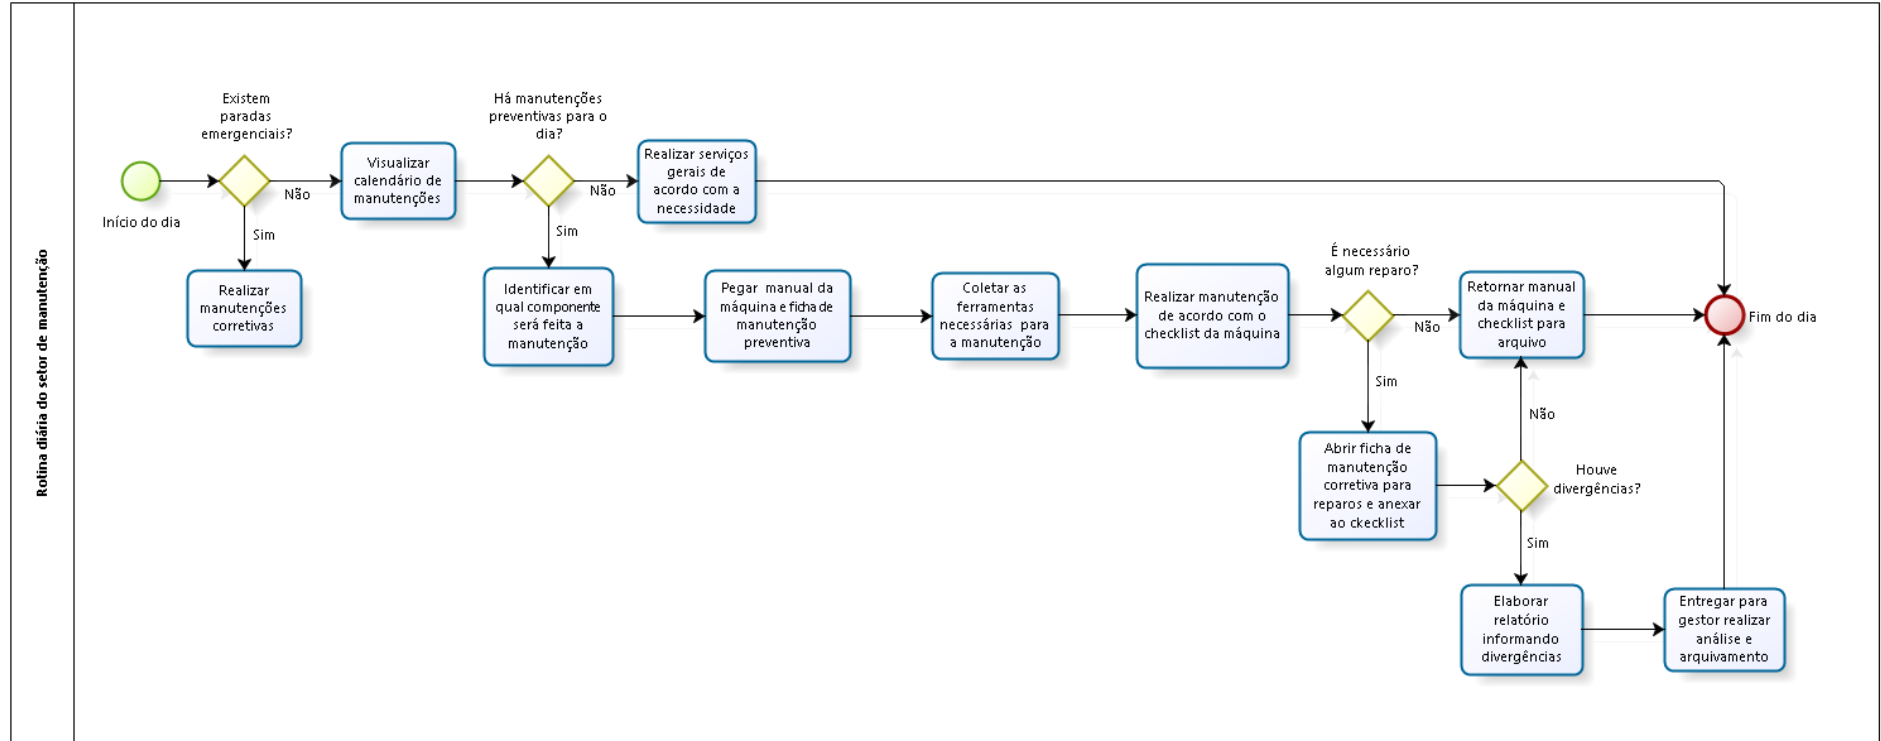 Rotina diária do setor de manutenção
Início do dia
Existem
paradas
emergenciais?
Não
Sim
Realizar
manutenções
corretivas
Visualizar
calendário de
manutenções
Há manutenções
preventivas para o
dia?
Não
Sim
Realizar serviços
gerais de
acordo com a
necessidade
Identificar em
qual componente
será feita a
manutenção
Pegar manual da
máquina e ficha de
manutenção
preventiva
Coletar as
ferramentas
necessárias para
a manutenção
Realizar manutenção
de acordo com o
checklist da máquina
É necessário
algum reparo?
Não
Sim
Retornar manual
da máquina e
checklist para
arquivo
Fim do dia
Abrir ficha de
manutenção
corretiva para
reparos e anexar
ao ckecklist
Não
Houve
divergências?
Sim
Elaborar
relatório
informando
divergências
Entregar para
gestor realizar
análise e
arquivamento